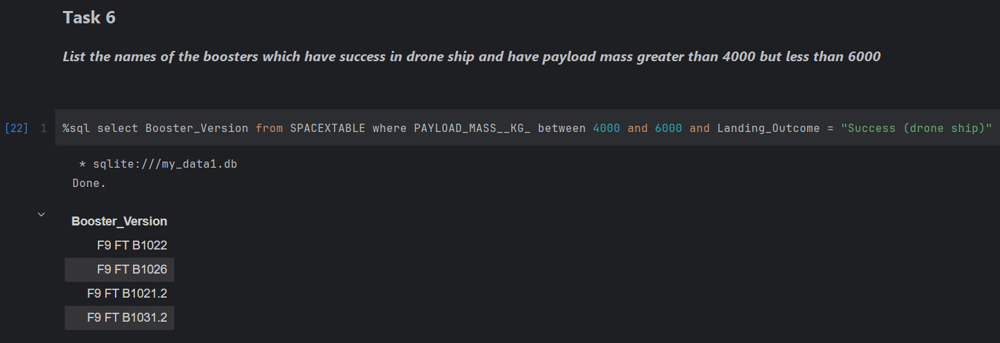 Task 6
List the names of the boosters which have success in drone ship and have payload mass greater than 4000 but less than 6000
[22] 1 %sql select Booster_Version from SPACEXTABLE where PAYLOAD_MASS__KG_ between 4000 and 6000 and Landing_Outcome = "Success (drone ship)"
* sqlite:///my_data1.db
Done.
Booster_Version
F9 FT B1022
F9 FT B1026
F9 FT B1021.2
F9 FT B1031.2